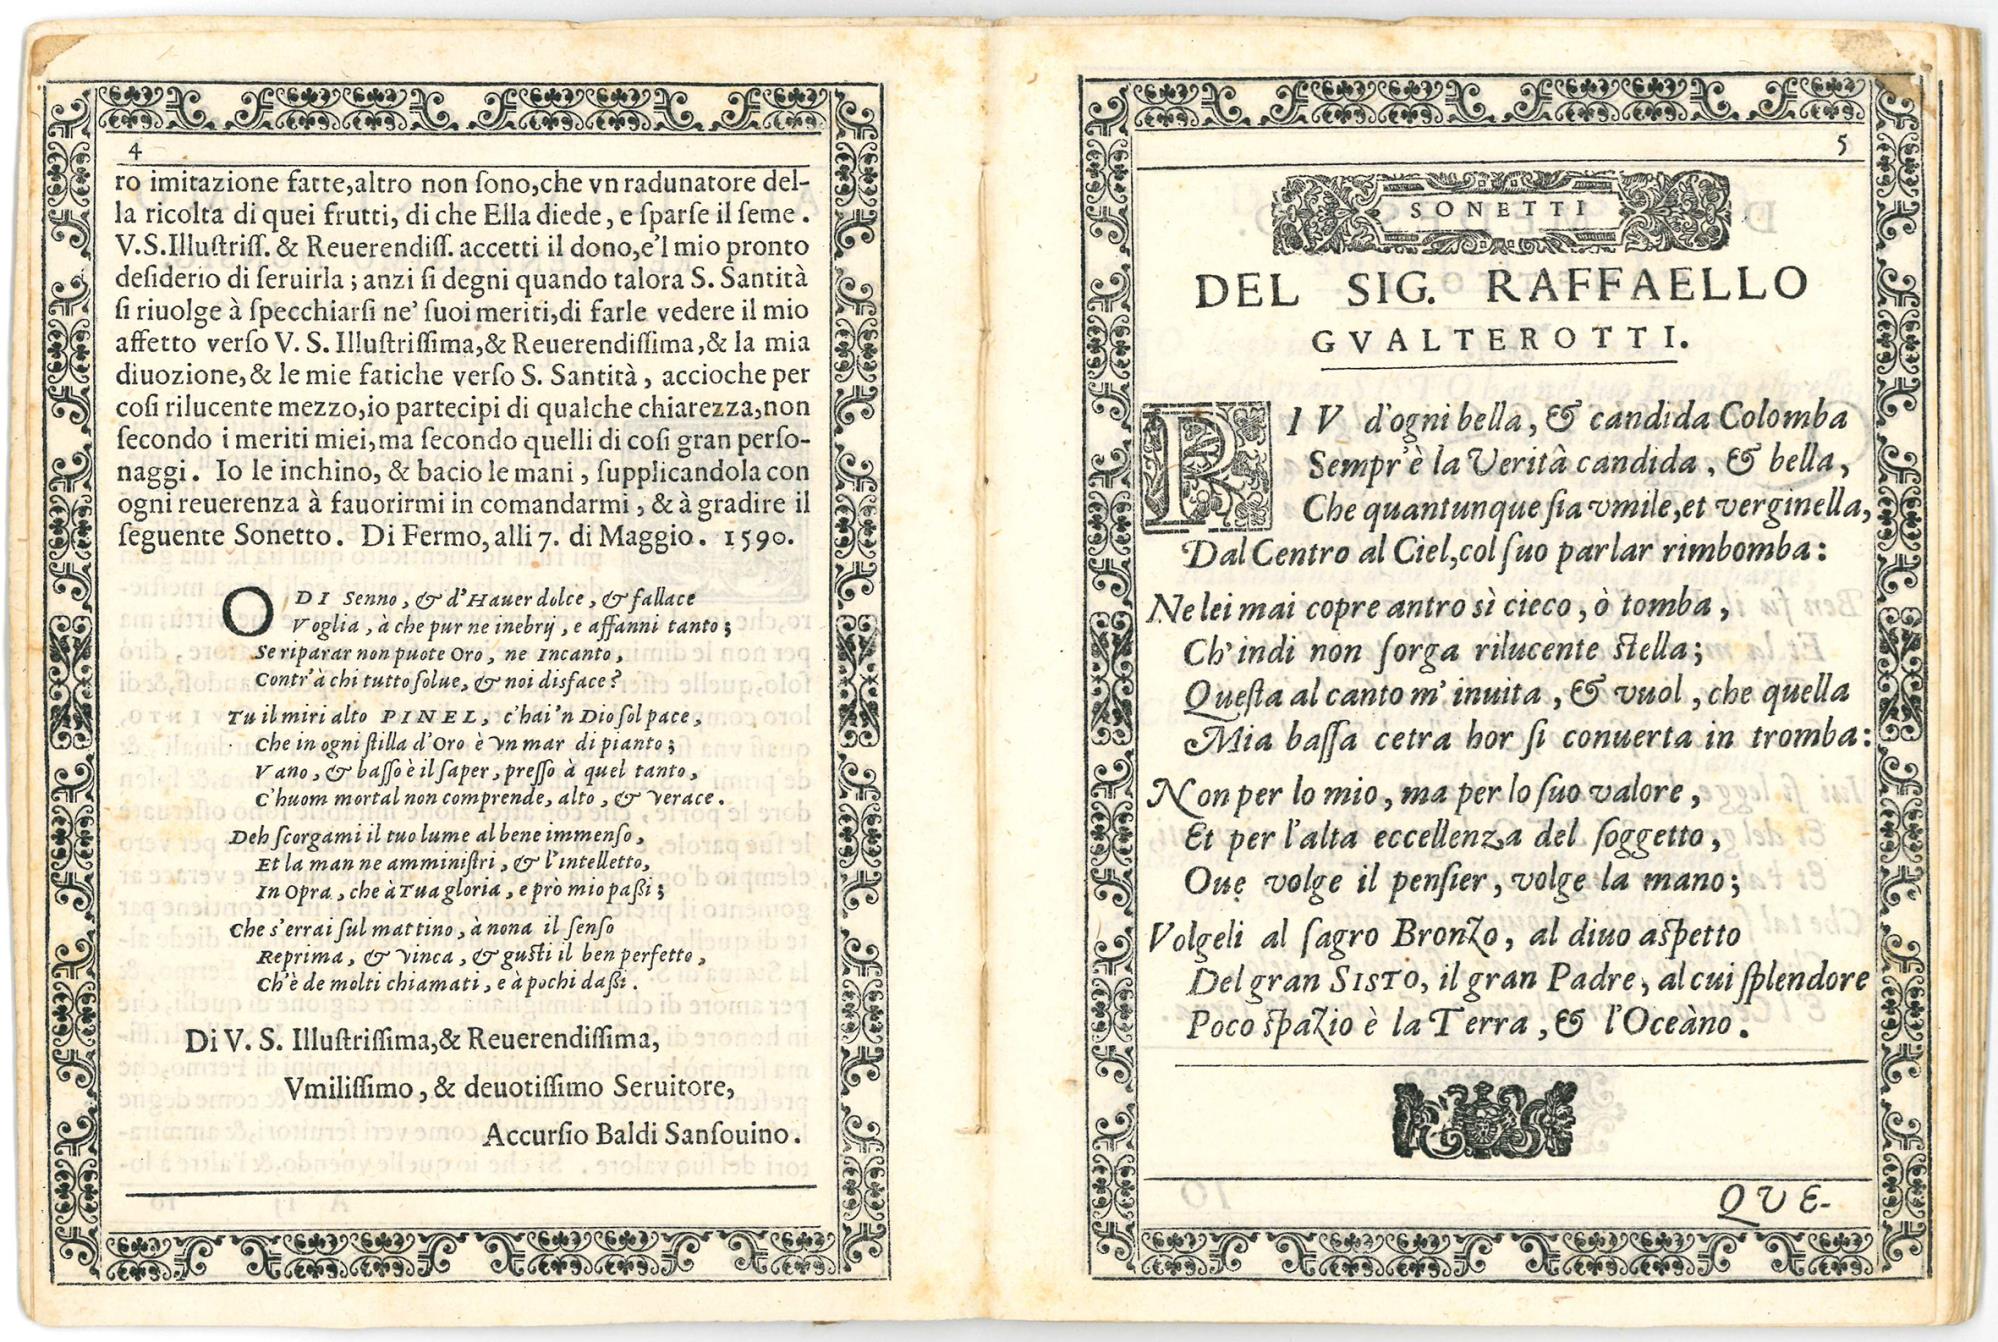 4
ro imitazione fatte,altro non ſono,che vn radunatore del-
la ricolta di quei frutti, di che Ella diede, e ſparſe il ſeme.
V.S.Illuſtriſſ. & Reuerendiſſ. accetti il dono,e'l mio pronto
deſiderio di ſeruirla; anzi ſi degni quando talora S. Santità
ſi riuolge à ſpecchiarſi ne' ſuoi meriti,di farle vedere il mio
affetto verſo V. S. Illuſtriſſima,& Reuerendiſſima,& la mia
diuozione,& le mie fatiche verſo S. Santità, accioche per
coſi rilucente mezzo,io partecipi di qualche chiarezza,non
ſecondo i meriti miei,ma ſecondo quelli di coſi gran perſo-
naggi. Io le inchino, & bacio le mani, ſupplicandola con
ogni reuerenza à fauorirmi in comandarmi, & à gradire il
ſeguente Sonetto. Di Fermo, alli 7. di Maggio. 1590.
O DI Senno, & d'Hauer dolce, & fallace
Voglia, à che pur ne inebrij, e affanni tanto;
Se riparar non puote Oro, ne Incanto,
Contr'à chi tutto ſolue, & noi disface?
Tu il miri alto PINEL, c'hai'n Dio ſol pace,
Che in ogni ſtilla d'Oro è vn mar di pianto;
Vano, & baſſo è il ſaper, preſſo à quel tanto,
C'huom mortal non comprende, alto, & verace.
Deh ſcorgami il tuo lume al bene immenſo,
Et la man ne amminiſtri, & l'intelletto,
In Opra, che à Tua gloria, e prò mio paßi;
Che s'errai ſul mattino, à nona il ſenſo
Reprima, & vinca, & guſti il ben perfetto,
Ch'è de molti chiamati, e à pochi daßi.
Di V. S. Illuſtriſſima,& Reuerendiſſima,
Vmiliſſimo, & deuotiſſimo Seruitore,
Accurſio Baldi Sanſouino.
5
SONETTI
DEL SIG. RAFFAELLO
GVALTEROTTI.
PIV d'ogni bella, & candida Colomba
Sempr'è la Verità candida, & bella,
Che quantunque ſia vmile,et verginella,
Dal Centro al Ciel,col ſuo parlar rimbomba:
Ne lei mai copre antro sì cieco, ò tomba,
Ch'indi non ſorga rilucente ſtella;
Queſta al canto m'inuita, & vuol, che quella
Mia baſſa cetra hor ſi conuerta in tromba:
Non per lo mio, ma per lo ſuo valore,
Et per l'alta eccellenza del ſoggetto,
Oue volge il penſier, volge la mano;
Volgeli al ſagro Bronzo, al diuo aſpetto
Del gran SISTO, il gran Padre, al cui ſplendore
Poco ſpazio è la Terra, & l'Oceàno.
QVE-